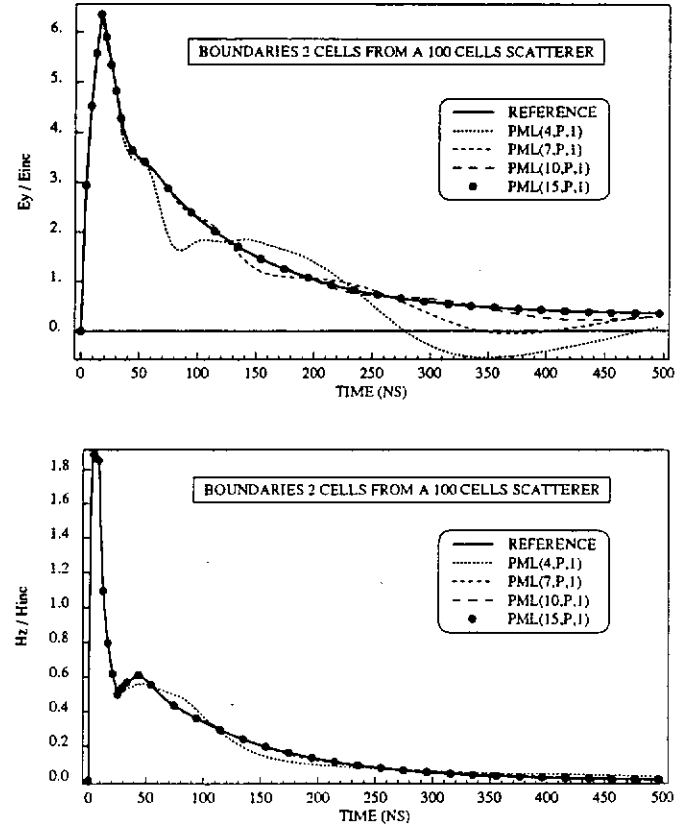 6.
5.
4.
3.
2.
1.
0.
Ey / Einc
BOUNDARIES 2 CELLS FROM A 100 CELLS SCATTERER
REFERENCE
PML(4,P,1)
PML(7,P,1)
PML(10,P,1)
PML(15,P,1)
0 50 100 150 200 250 300 350 400 450 500
TIME (NS)
1.8
1.6
1.4
1.2
1.0
0.8
0.6
0.4
0.2
0.0
Hz / Hinc
BOUNDARIES 2 CELLS FROM A 100 CELLS SCATTERER
REFERENCE
PML(4,P,1)
PML(7,P,1)
PML(10,P,1)
PML(15,P,1)
0 50 100 150 200 250 300 350 400 450 500
TIME (NS)